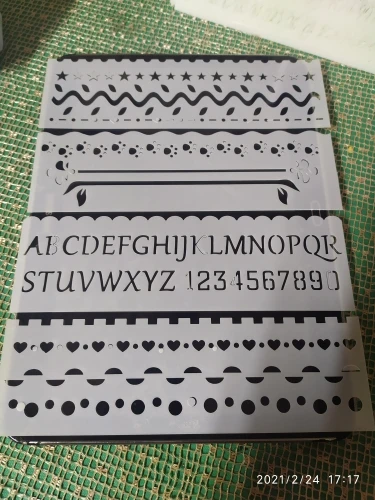 ABCDEFGHIJKLMNOPQR
STUVWXYZ 1234567890
2021/2/24 17:17